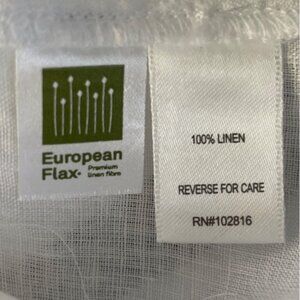 European
Flax®
Premium
linen fibre
100% LINEN
REVERSE FOR CARE
RN#102816